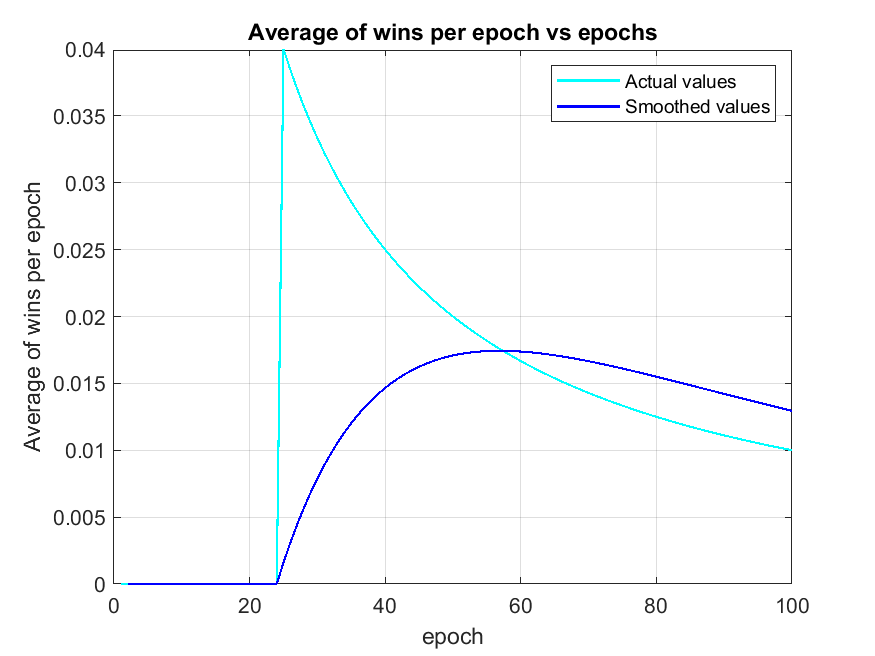 Average of wins per epoch vs epochs
Actual values
Smoothed values
Average of wins per epoch
0.04
0.035
0.03
0.025
0.02
0.015
0.01
0.005
0
0 20 40 60 80 100
epoch